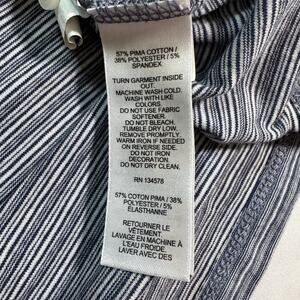 57% PIMA COTTON /
38% POLYESTER / 5%
SPANDEX
TURN GARMENT INSIDE
OUT.
MACHINE WASH COLD.
WASH WITH LIKE
COLORS.
DO NOT USE FABRIC
SOFTENER.
DO NOT BLEACH.
TUMBLE DRY LOW.
REMOVE PROMPTLY.
WARM IRON IF NEEDED
ON REVERSE SIDE.
DO NOT IRON
DECORATION.
DO NOT DRY CLEAN.
RN 134578
57% COTON PIMA / 38%
POLYESTER / 5%
ELASTHANNE
RETOURNER LE
VÊTEMENT.
LAVAGE EN MACHINE À
L'EAU FROIDE.
LAVER AVEC DES